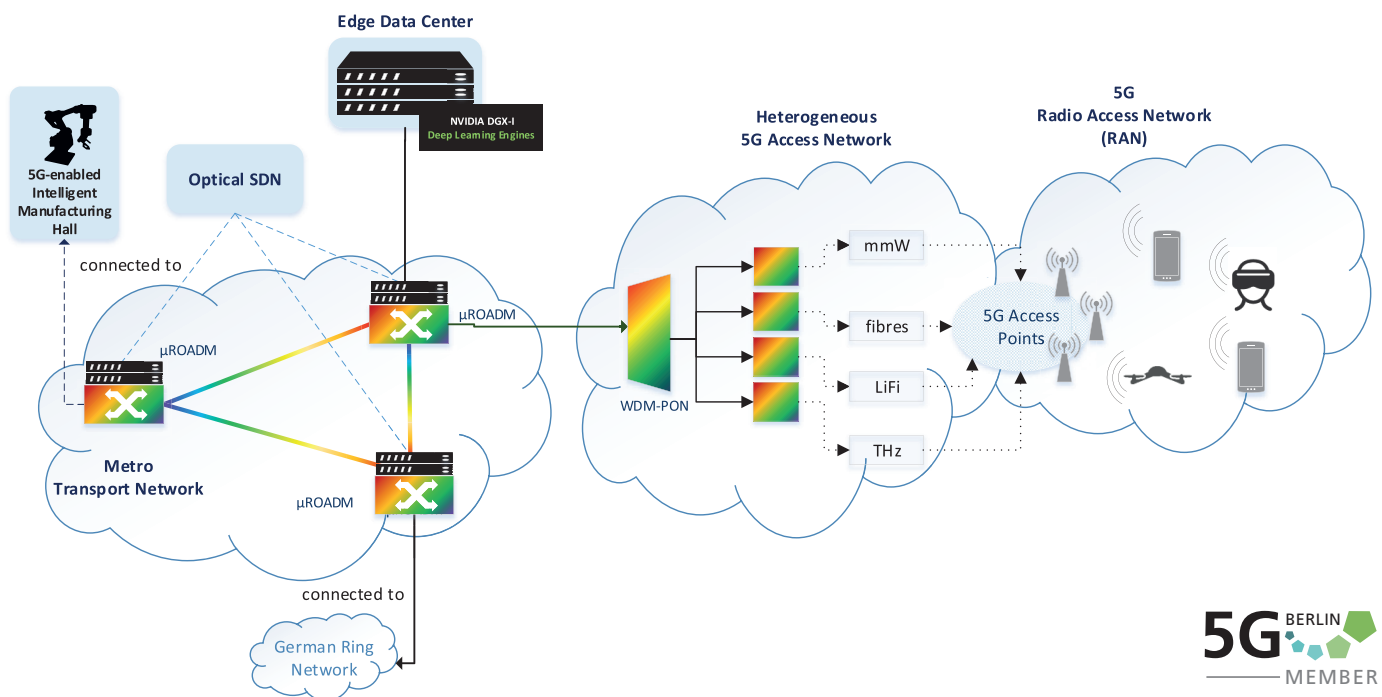 Edge Data Center
NVIDIA DGX-I
Deep Learning Engines
5G-enabled
Intelligent
Manufacturing
Hall
Optical SDN
connected to
Heterogeneous
5G Access Network
5G
Radio Access Network
(RAN)
μROADM
μROADM
μROADM
Metro
Transport Network
WDM-PON
mmW
fibres
LiFi
THz
5G Access
Points
connected to
German Ring
Network
5G BERLIN
MEMBER